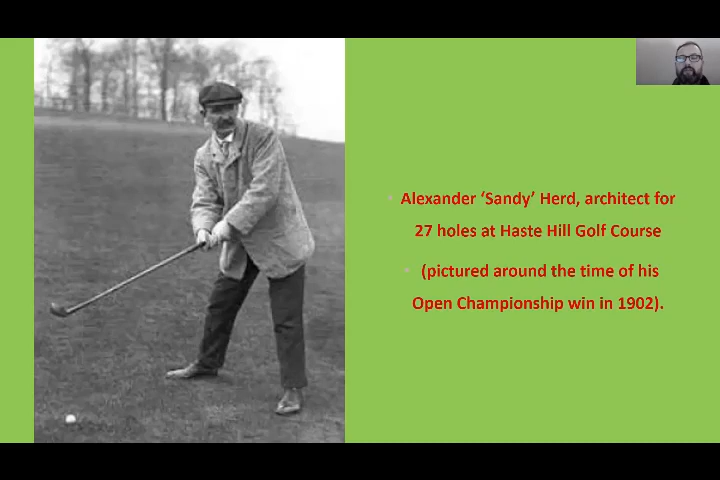 Alexander ‘Sandy’ Herd, architect for
27 holes at Haste Hill Golf Course
(pictured around the time of his
Open Championship win in 1902).